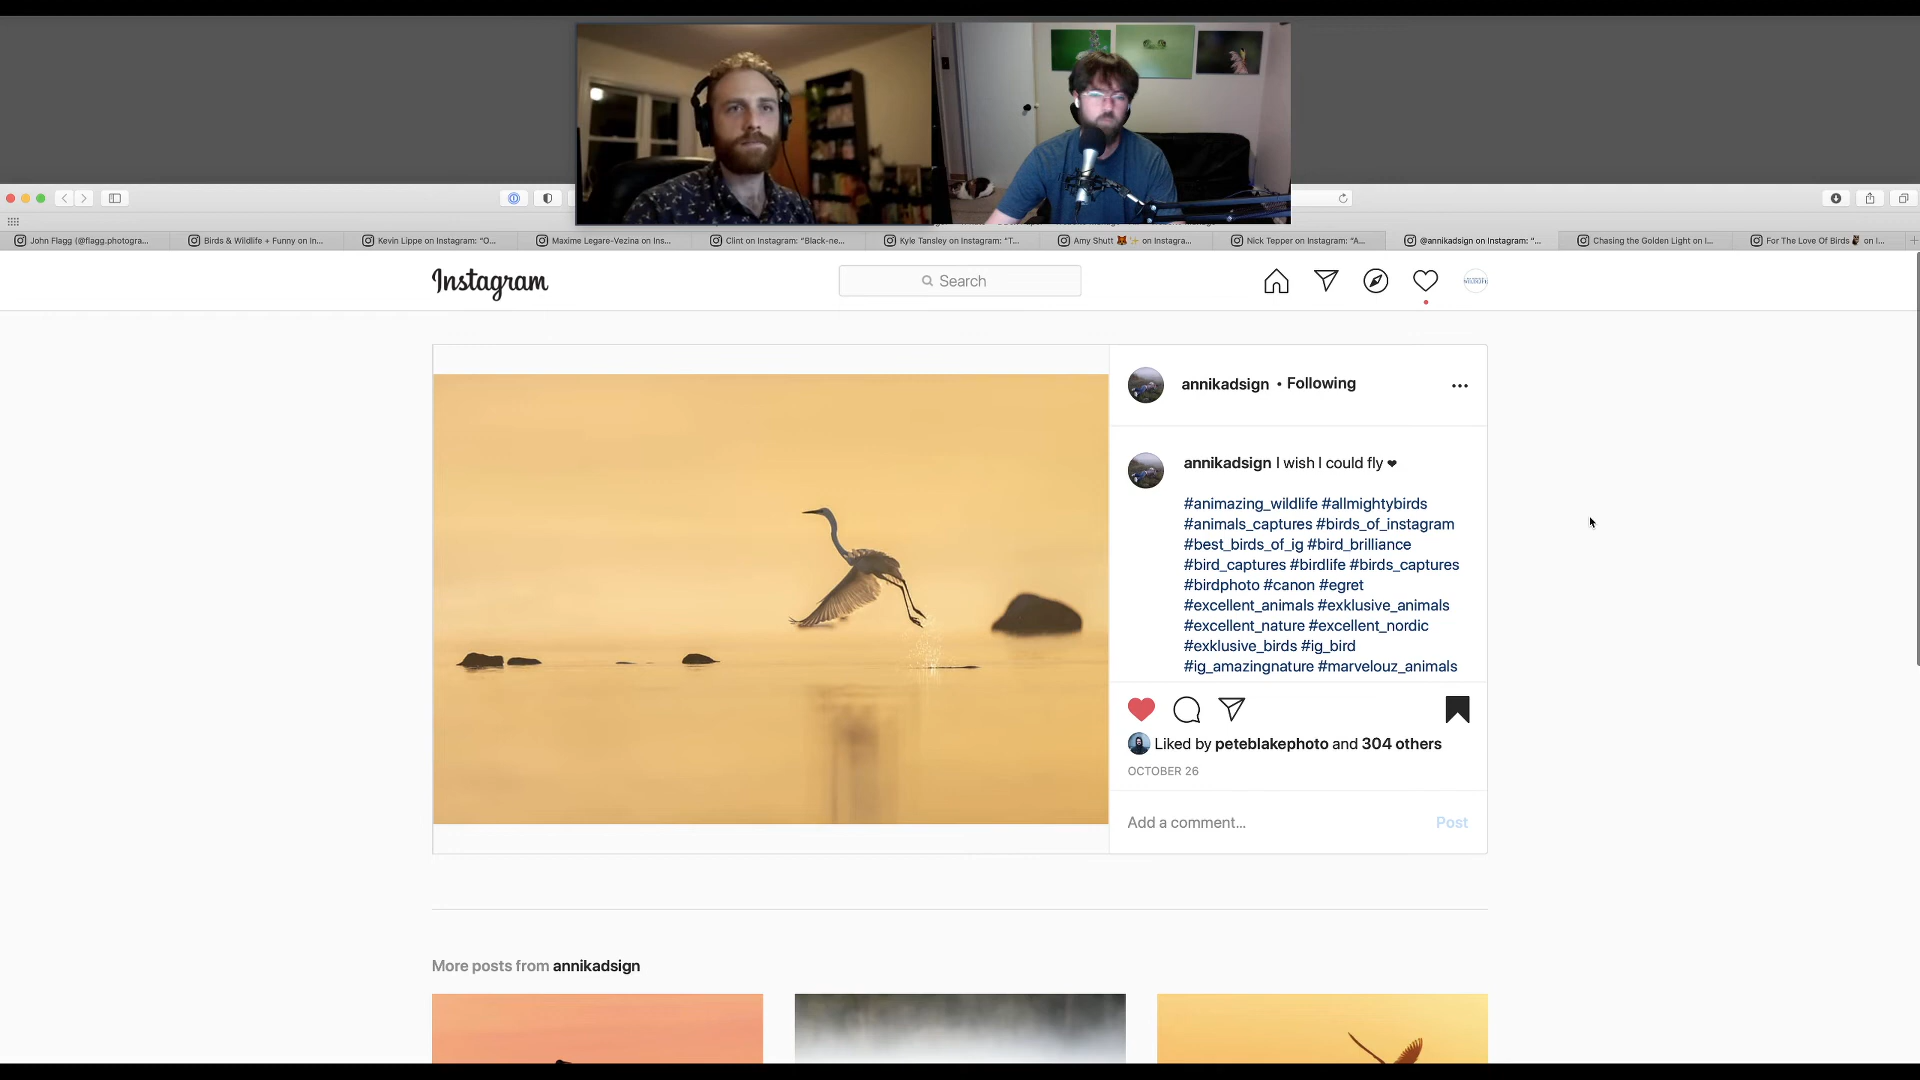 John Flagg (@flagg.photogra...
Birds & Wildlife + Funny on In...
Kevin Lippe on Instagram: “O...
Maxime Legare-Vezina on Ins...
Clint on Instagram: “Black-ne...
Kyle Tansley on Instagram: “T...
Amy Shutt 🦊✨ on Instagra...
Nick Tepper on Instagram: “A...
@annikadsign on Instagram: “...
Chasing the Golden Light on I...
For The Love Of Birds🦉 on I...
Instagram
Search
annikadsign • Following
annikadsign I wish I could fly ❤
#animazing_wildlife #allmightybirds
#animals_captures #birds_of_instagram
#best_birds_of_ig #bird_brilliance
#bird_captures #birdlife #birds_captures
#birdphoto #canon #egret
#excellent_animals #exklusive_animals
#excellent_nature #excellent_nordic
#exklusive_birds #ig_bird
#ig_amazingnature #marvelouz_animals
Liked by peteblakephoto and 304 others
OCTOBER 26
Add a comment...
Post
More posts from annikadsign